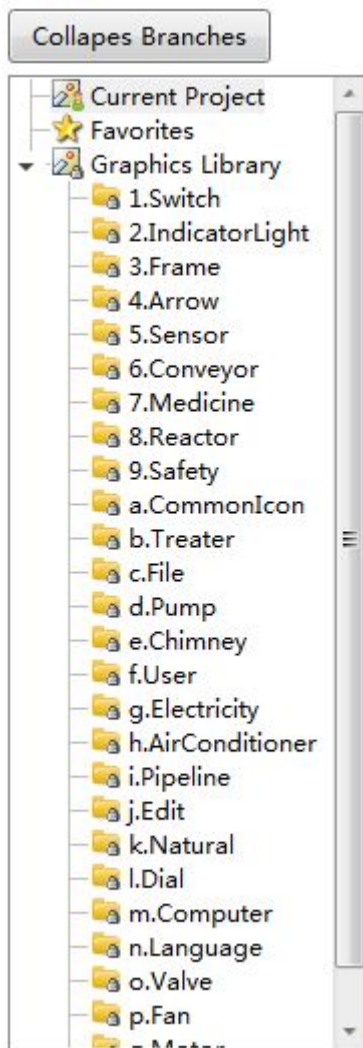 Collapes Branches
Current Project
Favorites
Graphics Library
1.Switch
2.IndicatorLight
3.Frame
4.Arrow
5.Sensor
6.Conveyor
7.Medicine
8.Reactor
9.Safety
a.CommonIcon
b.Treater
c.File
d.Pump
e.Chimney
f.User
g.Electricity
h.AirConditioner
i.Pipeline
j.Edit
k.Natural
l.Dial
m.Computer
n.Language
o.Valve
p.Fan